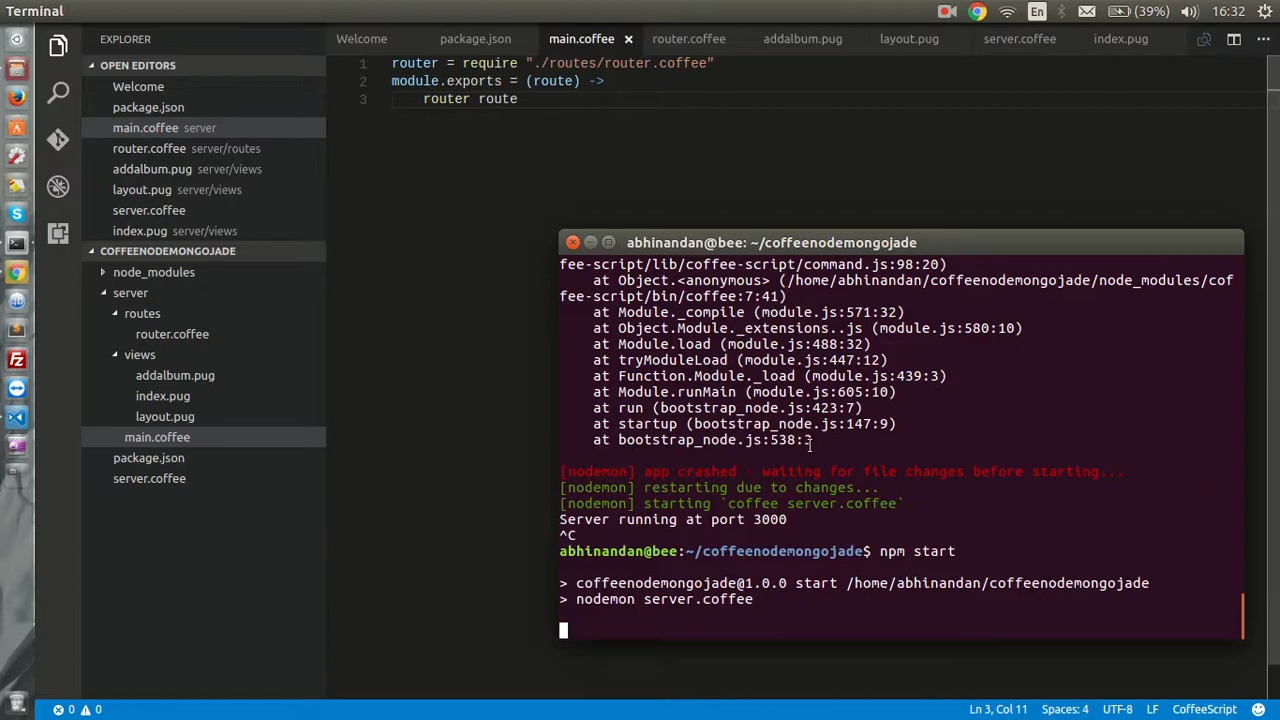 Terminal
En
(39%)
16:32
EXPLORER
Welcome
package.json
main.coffee
router.coffee
addalbum.pug
layout.pug
server.coffee
index.pug
OPEN EDITORS
Welcome
package.json
main.coffee server
router.coffee server/routes
addalbum.pug server/views
layout.pug server/views
server.coffee
index.pug server/views
COFFEENODEMONGOJADE
node_modules
server
routes
router.coffee
views
addalbum.pug
index.pug
layout.pug
main.coffee
package.json
server.coffee
1 router = require "./routes/router.coffee"
2 module.exports = (route) ->
3 router route
abhinandan@bee: ~/coffeenodemongojade
fee-script/lib/coffee-script/command.js:98:20)
at Object.<anonymous> (/home/abhinandan/coffeenodemongojade/node_modules/cof
fee-script/bin/coffee:7:41)
at Module._compile (module.js:571:32)
at Object.Module._extensions..js (module.js:580:10)
at Module.load (module.js:488:32)
at tryModuleLoad (module.js:447:12)
at Function.Module._load (module.js:439:3)
at Module.runMain (module.js:605:10)
at run (bootstrap_node.js:423:7)
at startup (bootstrap_node.js:147:9)
at bootstrap_node.js:538:3
[nodemon] app crashed - waiting for file changes before starting...
[nodemon] restarting due to changes...
[nodemon] starting `coffee server.coffee`
Server running at port 3000
^C
abhinandan@bee:~/coffeenodemongojade$ npm start
> coffeenodemongojade@1.0.0 start /home/abhinandan/coffeenodemongojade
> nodemon server.coffee
0 0
Ln 3, Col 11
Spaces: 4
UTF-8
LF
CoffeeScript